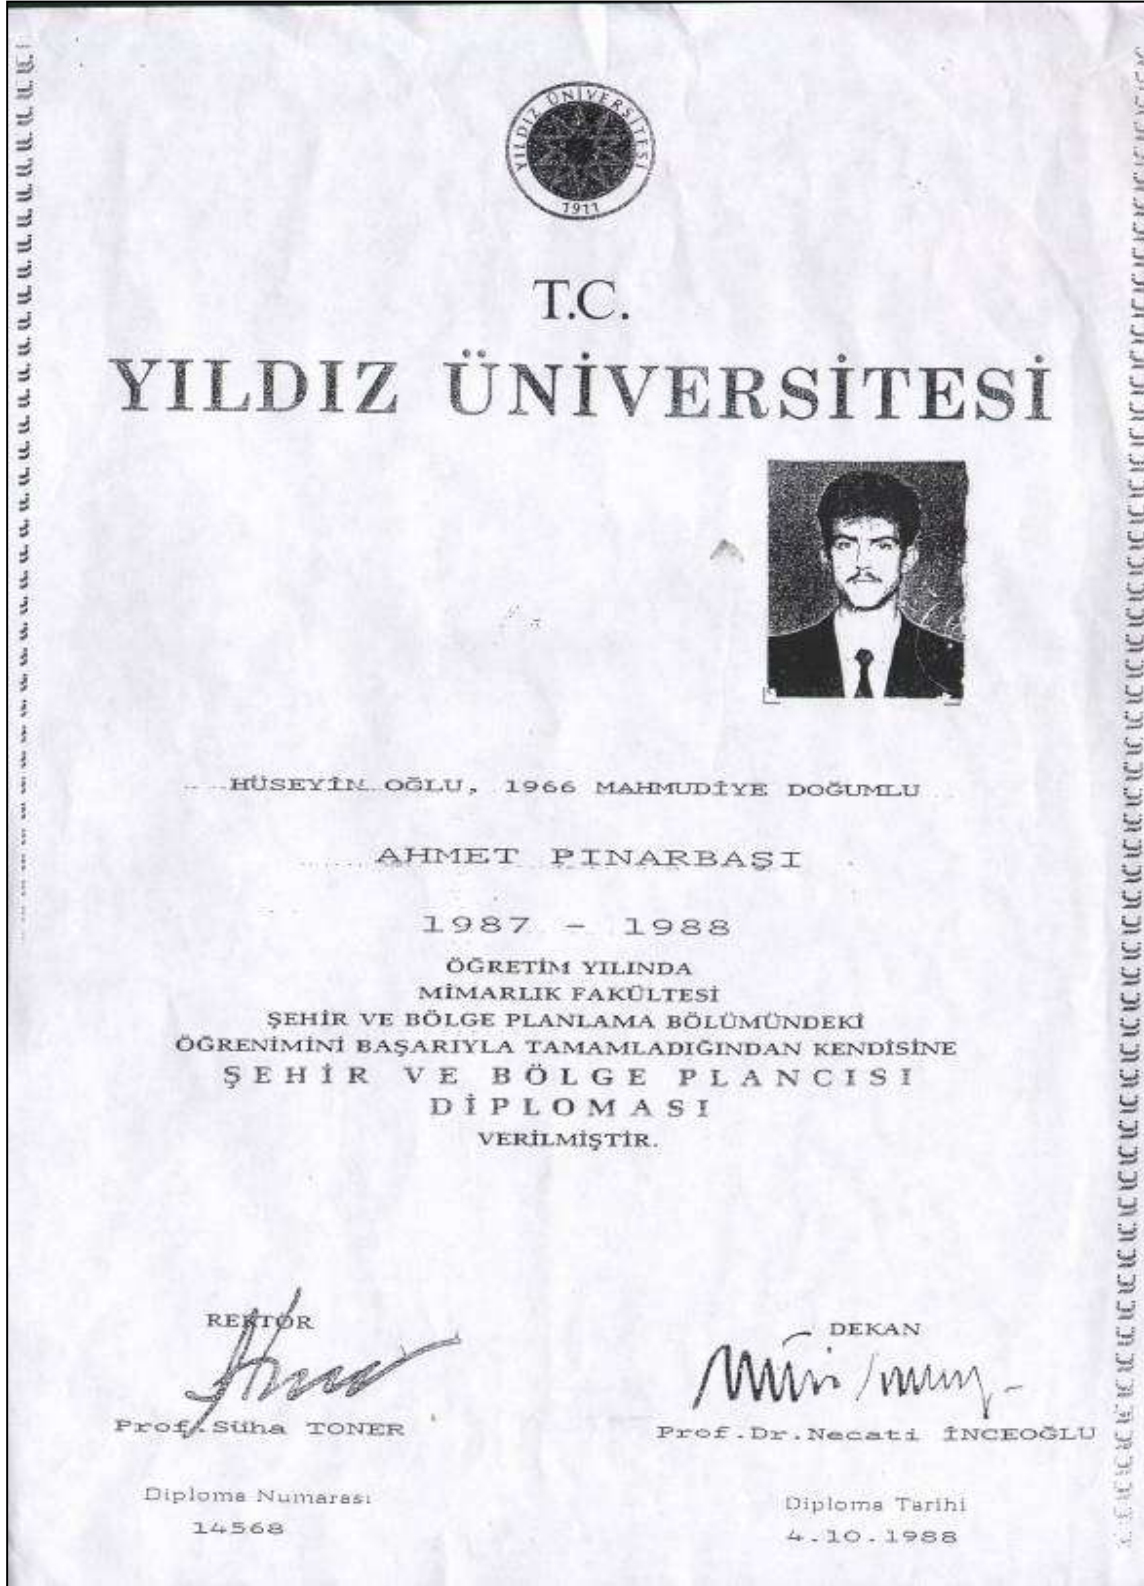 YILDIZ ÜNİVERSİTESİ
1911
T.C.
YILDIZ ÜNİVERSİTESİ
HÜSEYİN OĞLU, 1966 MAHMUDİYE DOĞUMLU
AHMET PINARBAŞI
1987 - 1988
ÖĞRETİM YILINDA
MİMARLIK FAKÜLTESİ
ŞEHİR VE BÖLGE PLANLAMA BÖLÜMÜNDEKİ
ÖĞRENİMİNİ BAŞARIYLA TAMAMLADIĞINDAN KENDİSİNE
ŞEHİR VE BÖLGE PLANCISI
DİPLOMASI
VERİLMİŞTİR.
REKTÖR
Prof.Süha TONER
DEKAN
Prof.Dr.Necati İNCEOĞLU
Diploma Numarası
14568
Diploma Tarihi
4.10.1988